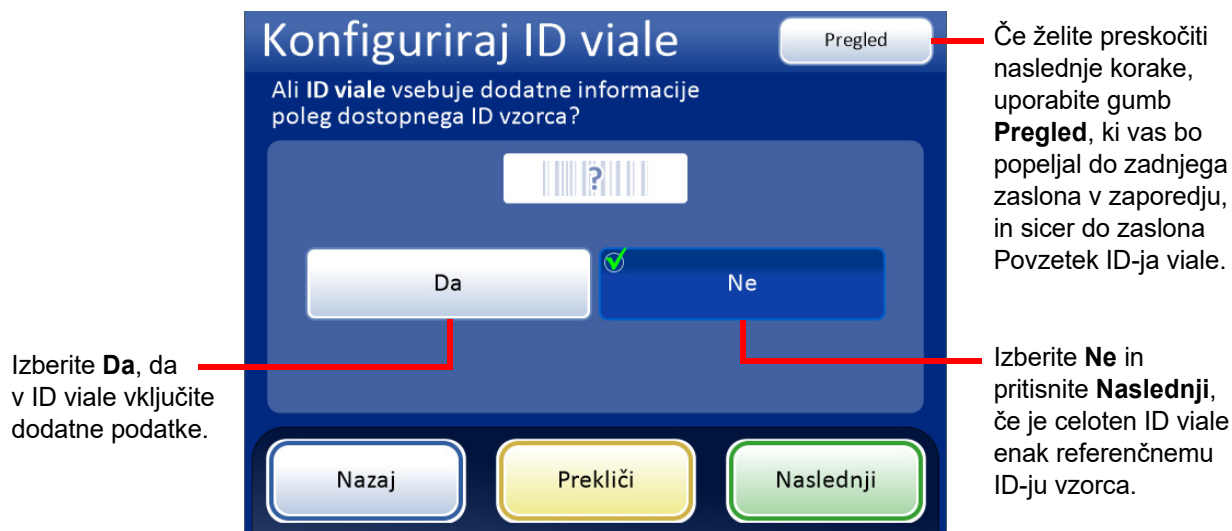 Konfiguriraj ID viale
Pregled
Ali ID viale vsebuje dodatne informacije
poleg dostopnega ID vzorca?
?
Da
Ne
Nazaj
Prekliči
Naslednji
Če želite preskočiti
naslednje korake,
uporabite gumb
Pregled, ki vas bo
popeljal do zadnjega
zaslona v zaporedju,
in sicer do zaslona
Povzetek ID-ja viale.
Izberite Da, da
v ID viale vključite
dodatne podatke.
Izberite Ne in
pritisnite Naslednji,
če je celoten ID viale
enak referenčnemu
ID-ju vzorca.